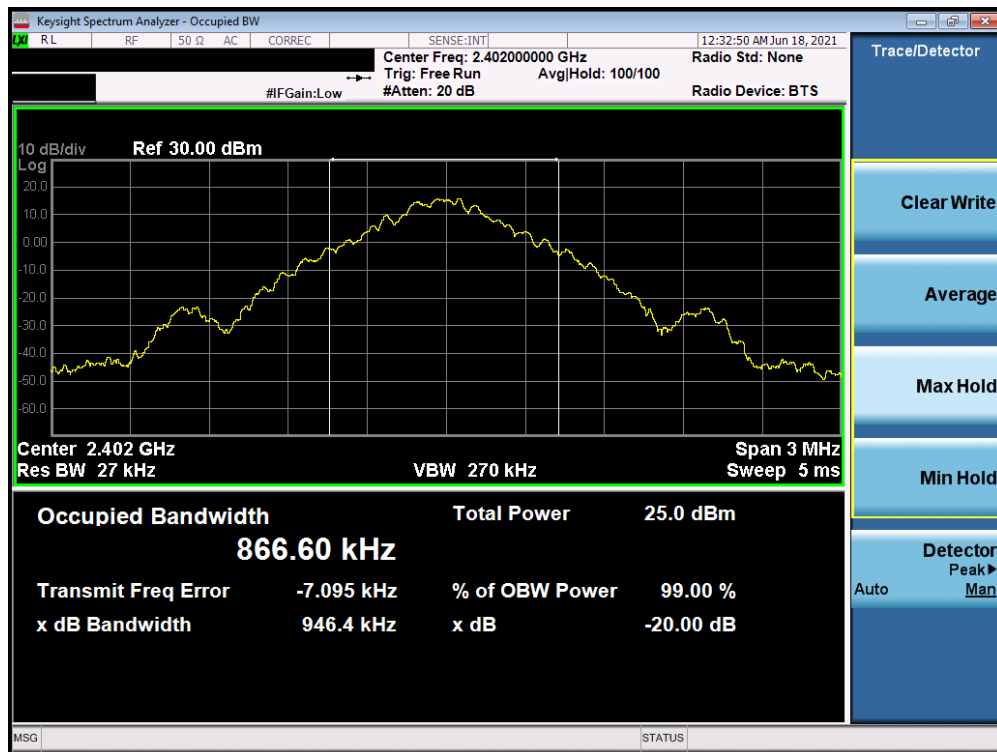 Keysight Spectrum Analyzer - Occupied BW
LXI RL RF 50 Ω AC CORREC SENSE:INT 12:32:50 AM Jun 18, 2021
Center Freq: 2.402000000 GHz Radio Std: None
Trig: Free Run Avg|Hold: 100/100
#IFGain:Low #Atten: 20 dB Radio Device: BTS
10 dB/div Ref 30.00 dBm
Log
20.0
10.0
0.00
-10.0
-20.0
-30.0
-40.0
-50.0
-60.0
Center 2.402 GHz Span 3 MHz
Res BW 27 kHz VBW 270 kHz Sweep 5 ms
Occupied Bandwidth Total Power 25.0 dBm
866.60 kHz
Transmit Freq Error -7.095 kHz % of OBW Power 99.00 %
x dB Bandwidth 946.4 kHz x dB -20.00 dB
MSG STATUS
Trace/Detector
Clear Write
Average
Max Hold
Min Hold
Detector
Peak▶
Auto Man